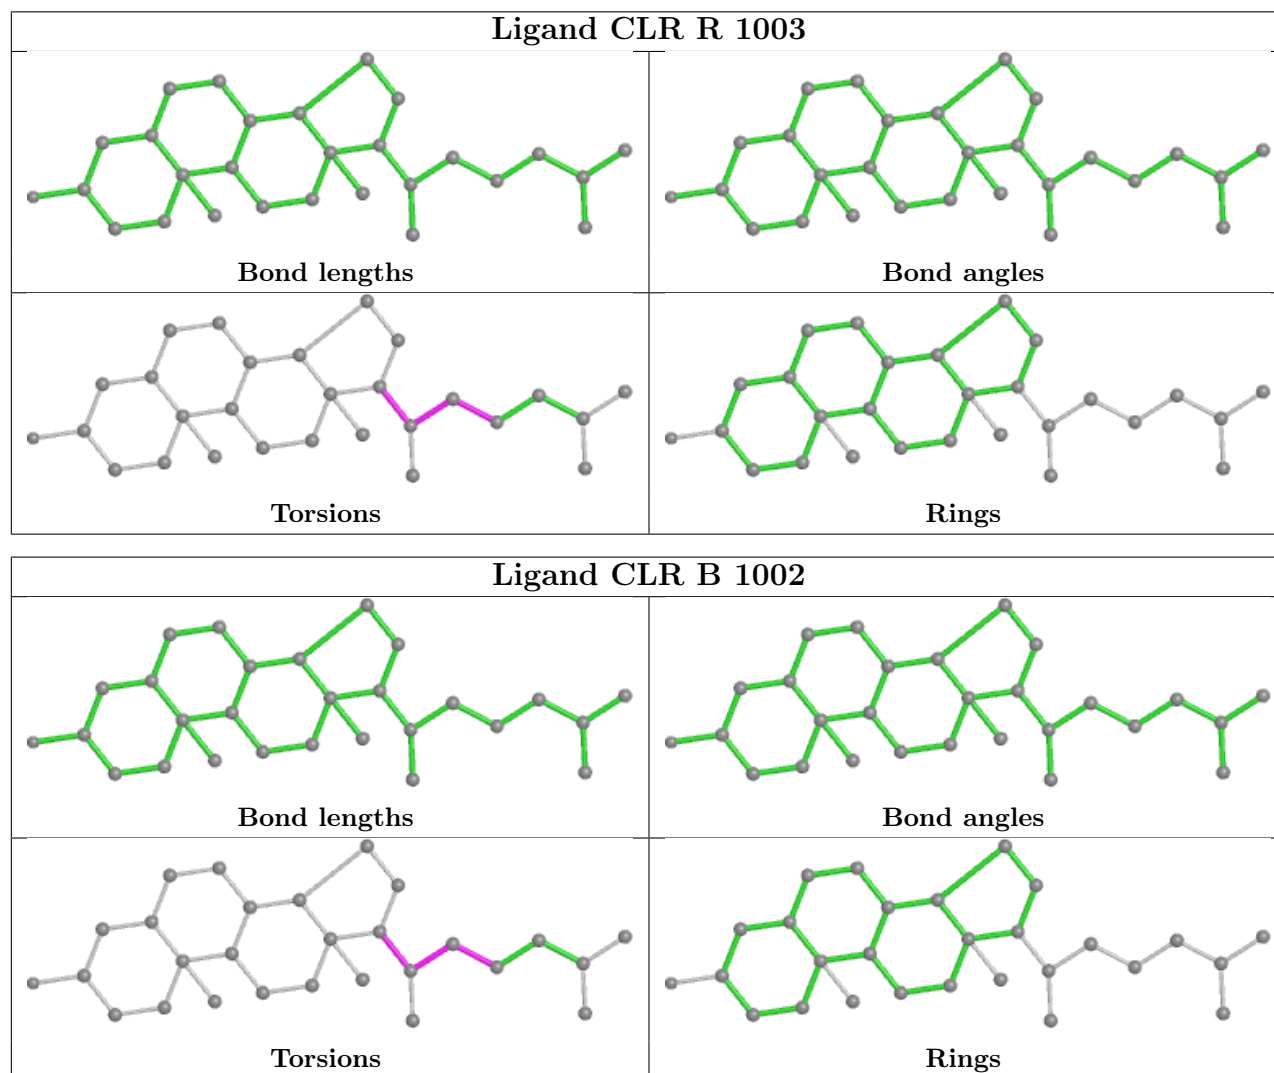 Ligand CLR R 1003
Bond lengths
Bond angles
Torsions
Rings
Ligand CLR B 1002
Bond lengths
Bond angles
Torsions
Rings